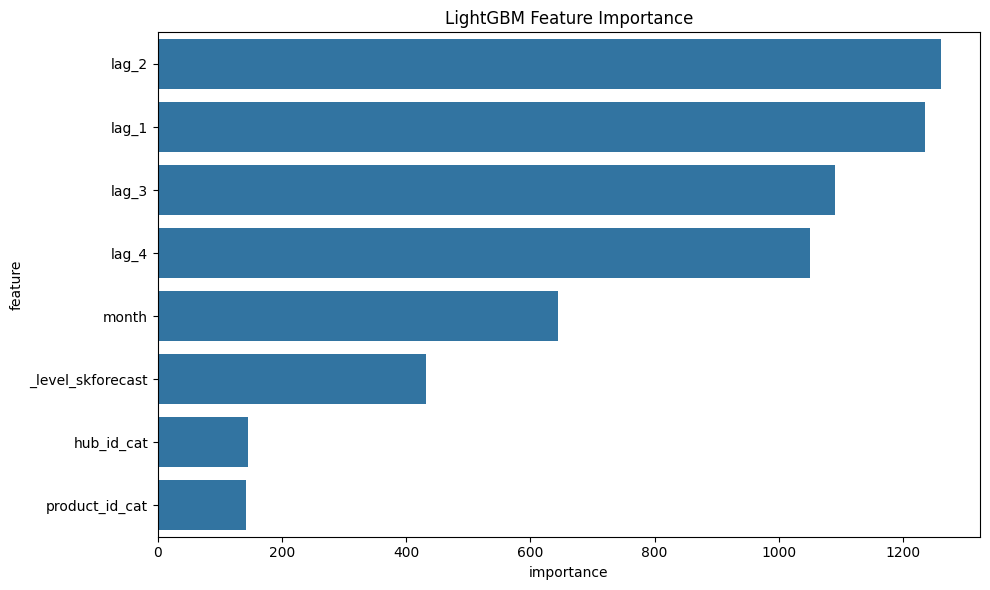 LightGBM Feature Importance
lag_2
lag_1
lag_3
lag_4
month
_level_skforecast
hub_id_cat
product_id_cat
feature
0 200 400 600 800 1000 1200
importance